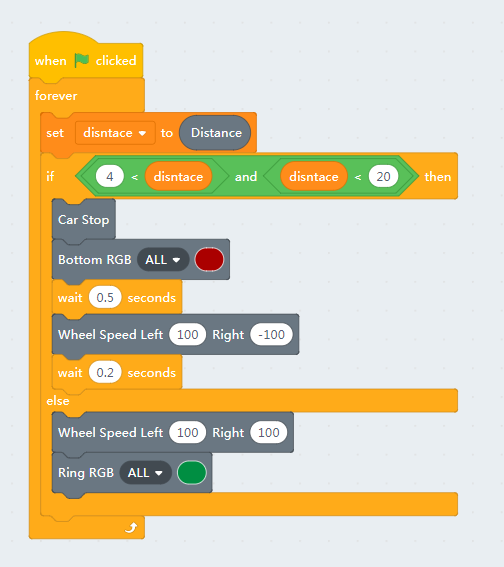 when clicked
forever
set disntace to Distance
if 4 < disntace and disntace < 20 then
Car Stop
Bottom RGB ALL
wait 0.5 seconds
Wheel Speed Left 100 Right -100
wait 0.2 seconds
else
Wheel Speed Left 100 Right 100
Ring RGB ALL